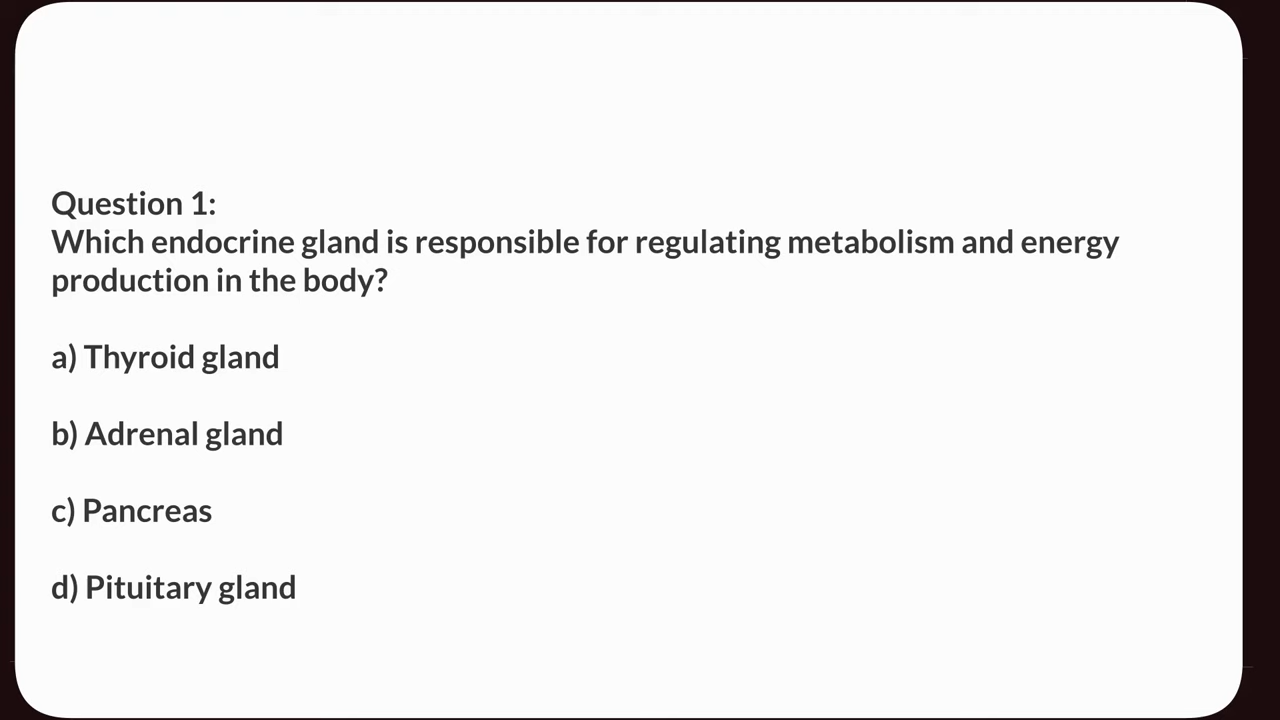 Question 1:
Which endocrine gland is responsible for regulating metabolism and energy
production in the body?
a) Thyroid gland
b) Adrenal gland
c) Pancreas
d) Pituitary gland